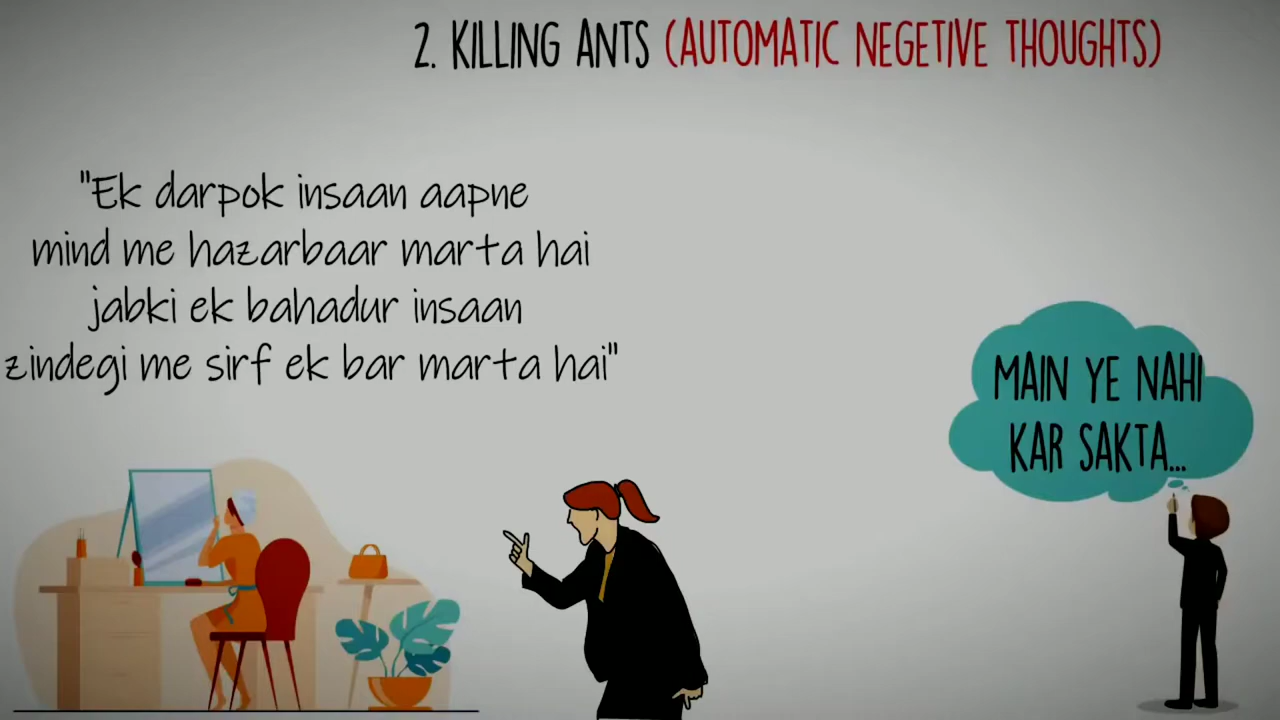 2. KILLING ANTS (AUTOMATIC NEGETIVE THOUGHTS)
"Ek darpok insaan aapne
mind me hazarbaar marta hai
jabki ek bahadur insaan
zindegi me sirf ek bar marta hai"
MAIN YE NAHI
KAR SAKTA...